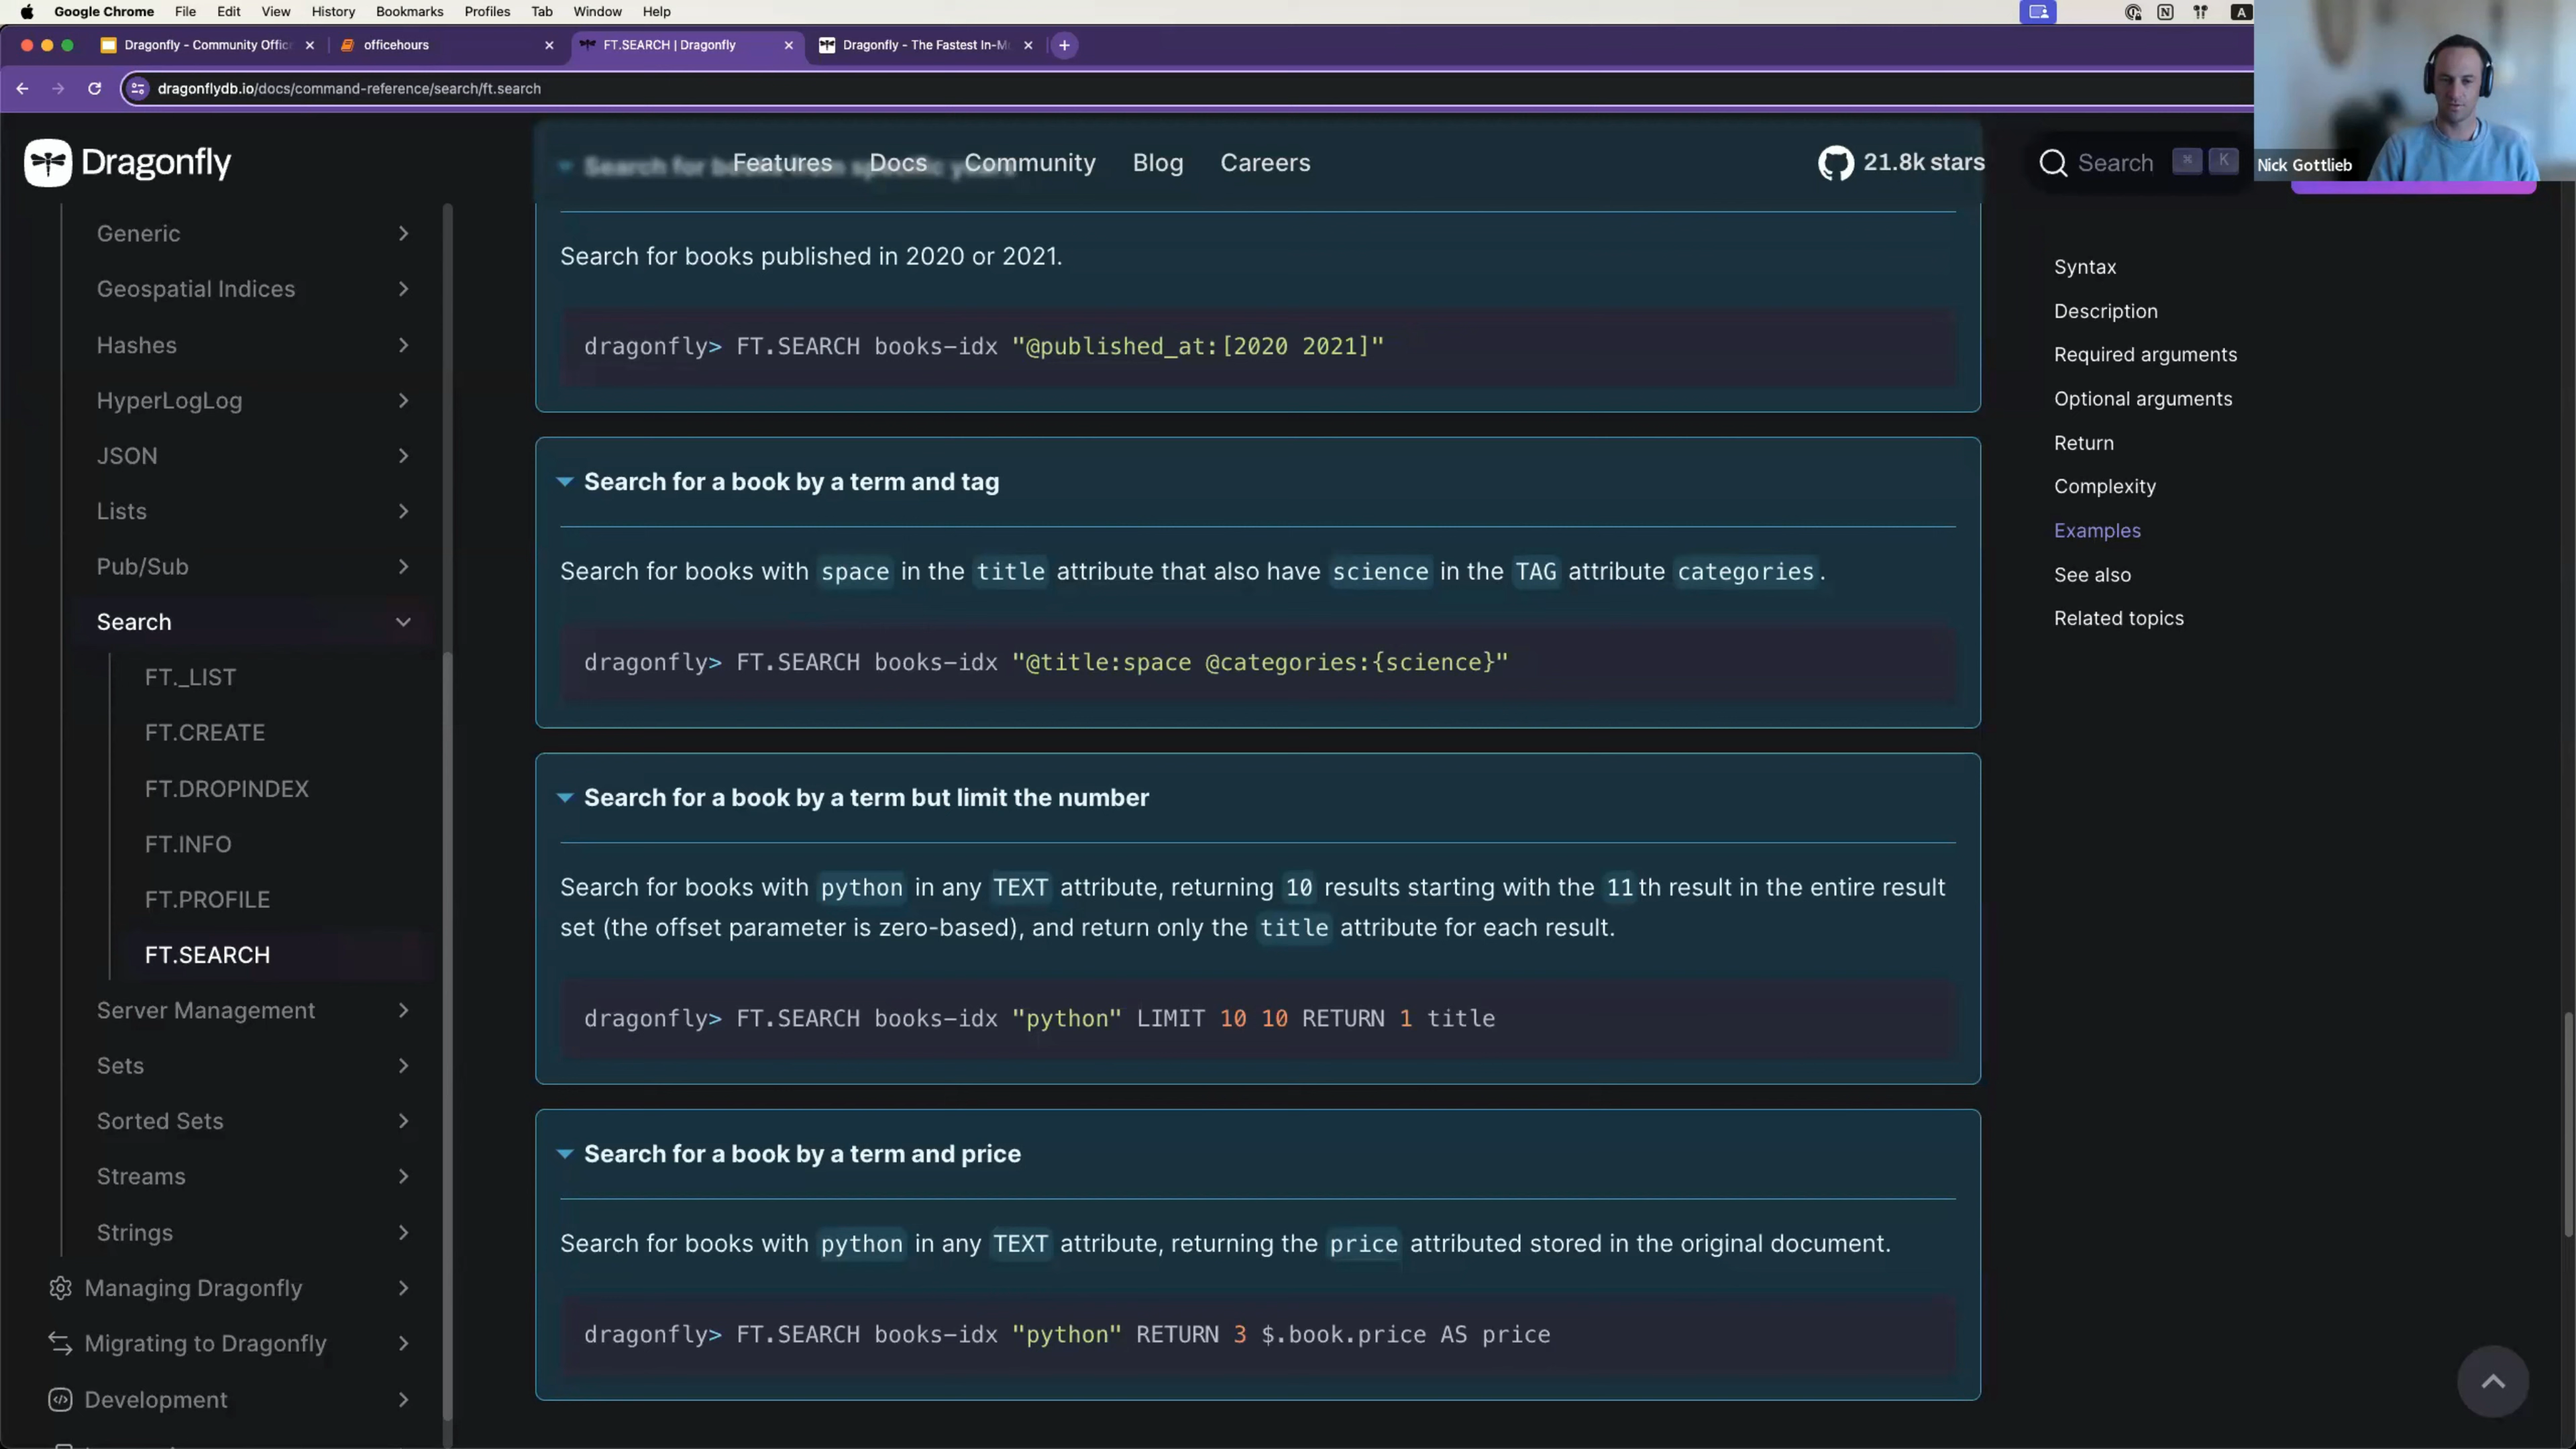 Google Chrome File Edit View History Bookmarks Profiles Tab Window Help
Dragonfly - Community Offic officehours FT.SEARCH | Dragonfly Dragonfly - The Fastest In-M
dragonflydb.io/docs/command-reference/search/ft.search
Nick Gottlieb
Dragonfly
Features Docs Community Blog Careers
21.8k stars
Search K
Generic
Geospatial Indices
Hashes
HyperLogLog
JSON
Lists
Pub/Sub
Search
FT._LIST
FT.CREATE
FT.DROPINDEX
FT.INFO
FT.PROFILE
FT.SEARCH
Server Management
Sets
Sorted Sets
Streams
Strings
Managing Dragonfly
Migrating to Dragonfly
Development
Search for books published in 2020 or 2021.
dragonfly> FT.SEARCH books-idx "@published_at:[2020 2021]"
Search for a book by a term and tag
Search for books with space in the title attribute that also have science in the TAG attribute categories.
dragonfly> FT.SEARCH books-idx "@title:space @categories:{science}"
Search for a book by a term but limit the number
Search for books with python in any TEXT attribute, returning 10 results starting with the 11th result in the entire result
set (the offset parameter is zero-based), and return only the title attribute for each result.
dragonfly> FT.SEARCH books-idx "python" LIMIT 10 10 RETURN 1 title
Search for a book by a term and price
Search for books with python in any TEXT attribute, returning the price attributed stored in the original document.
dragonfly> FT.SEARCH books-idx "python" RETURN 3 $.book.price AS price
Syntax
Description
Required arguments
Optional arguments
Return
Complexity
Examples
See also
Related topics